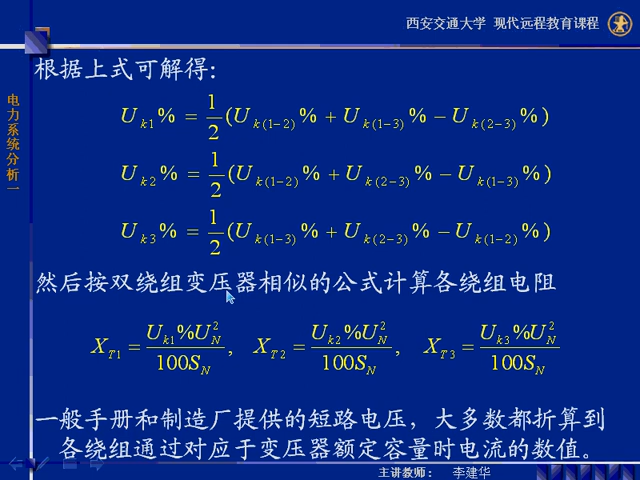 西安交通大学 现代远程教育课程
电力系统分析一
根据上式可解得：
U_{k1}% = \frac{1}{2}(U_{k(1-2)}% + U_{k(1-3)}% − U_{k(2-3)}%)
U_{k2}% = \frac{1}{2}(U_{k(1-2)}% + U_{k(2-3)}% − U_{k(1-3)}%)
U_{k3}% = \frac{1}{2}(U_{k(1-3)}% + U_{k(2-3)}% − U_{k(1-2)}%)
然后按双绕组变压器相似的公式计算各绕组电阻
X_{T1} = \frac{U_{k1}%U_N^2}{100S_N}, X_{T2} = \frac{U_{k2}%U_N^2}{100S_N}, X_{T3} = \frac{U_{k3}%U_N^2}{100S_N}
一般手册和制造厂提供的短路电压，大多数都折算到
各绕组通过对应于变压器额定容量时电流的数值。
主讲教师： 李建华